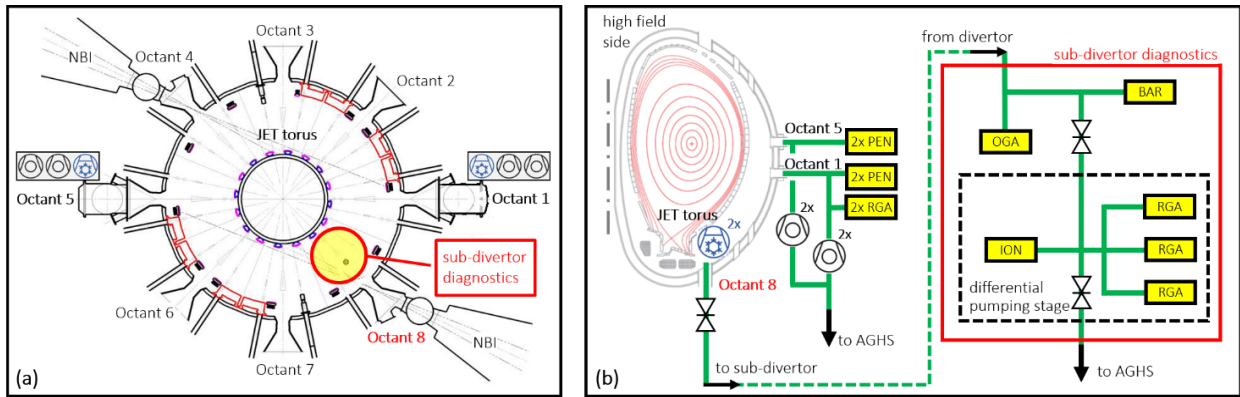 (a)
Octant 3
NBI
Octant 4
Octant 2
JET torus
Octant 5
Octant 1
sub-divertor
diagnostics
Octant 6
Octant 8
NBI
Octant 7
(b)
high field
side
from divertor
sub-divertor diagnostics
BAR
Octant 5
2x PEN
OGA
Octant 1
2x PEN
2x RGA
JET torus
2x
2x
2x
RGA
ION
RGA
Octant 8
differential
pumping stage
RGA
to AGHS
to sub-divertor
to AGHS